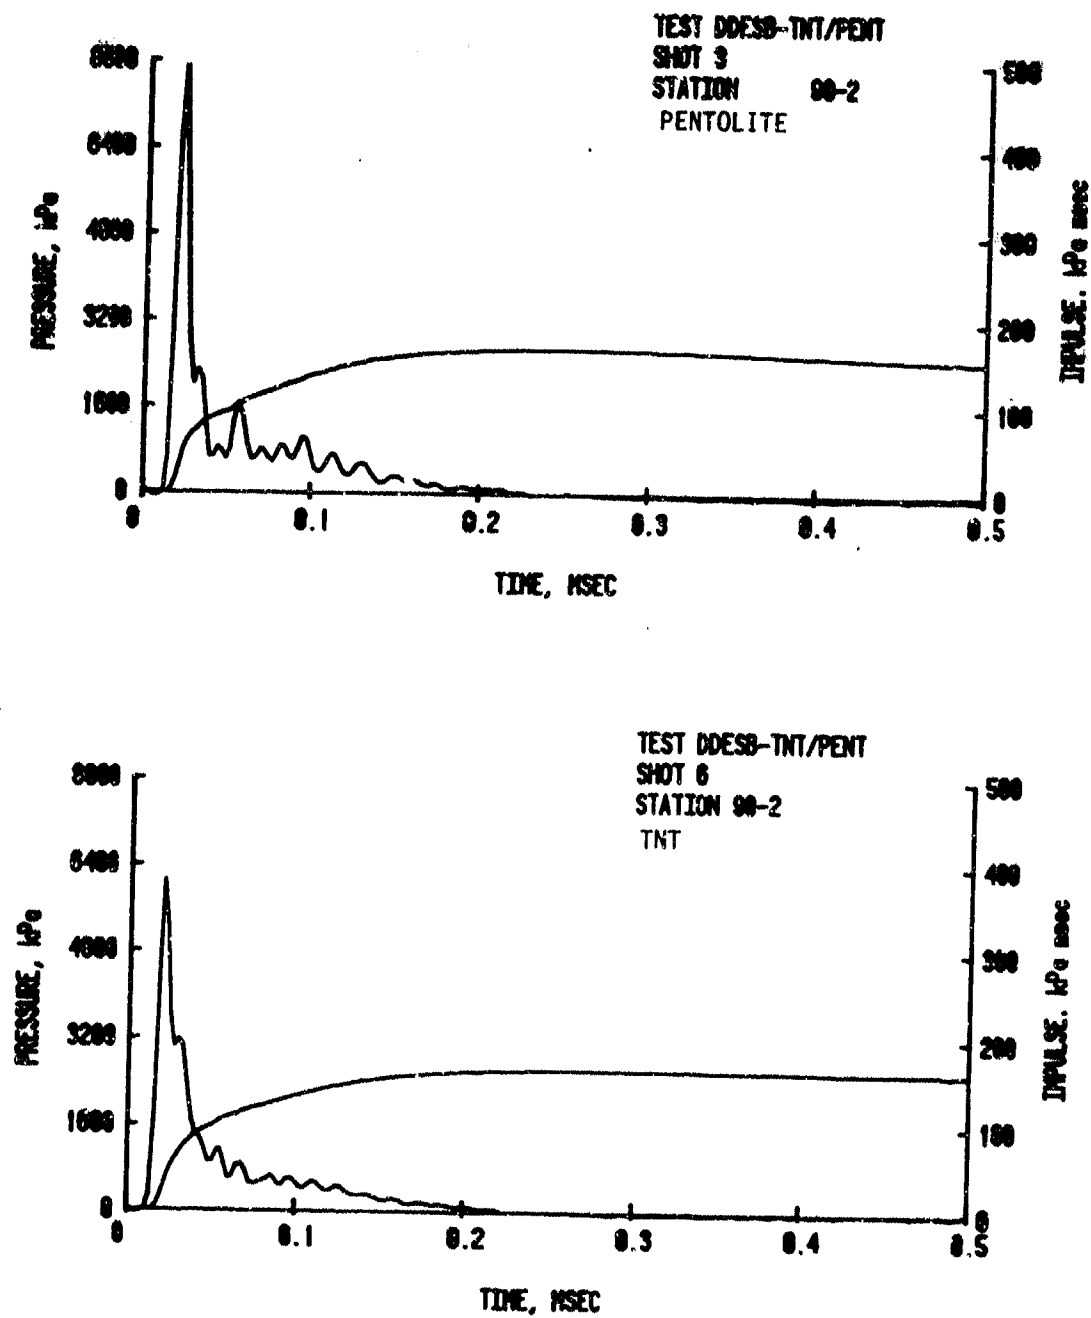 TEST DDESB-TNT/PENT
SHOT 3
STATION 90-2
PENTOLITE
8000
6400
4800
3200
1600
0
PRESSURE, kPa
500
400
300
200
100
0
IMPULSE. kPa msec
0 0.1 0.2 0.3 0.4 0.5
TIME, MSEC
TEST DDESB-TNT/PENT
SHOT 6
STATION 90-2
TNT
8000
6400
4800
3200
1600
0
PRESSURE, kPa
500
400
300
200
100
0
IMPULSE. kPa msec
0 0.1 0.2 0.3 0.4 0.5
TIME, MSEC